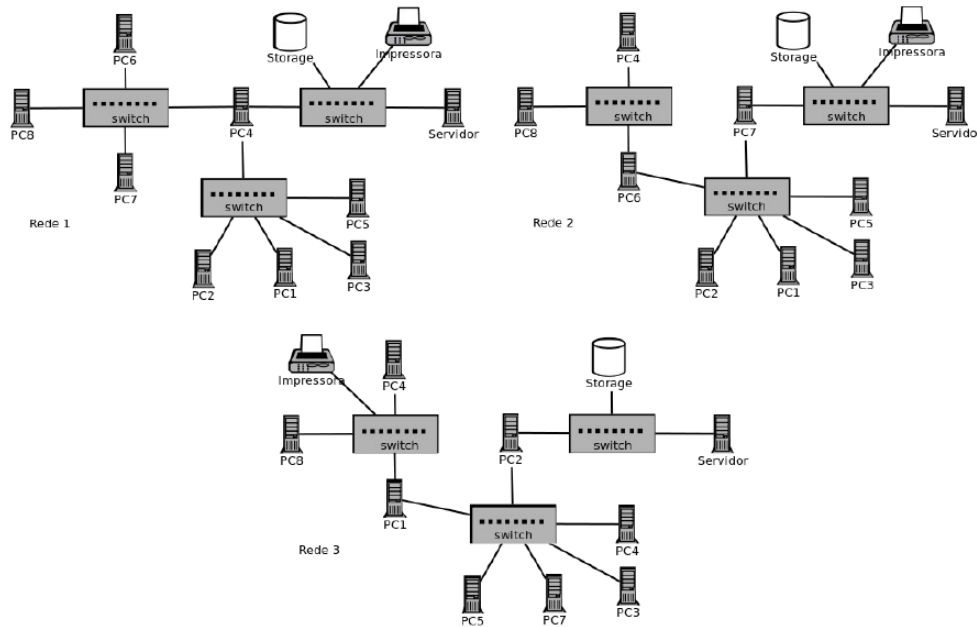 PC6
Storage
Impressora
PC8
switch
PC4
switch
Servidor
PC7
switch
PC5
Rede 1
PC2
PC1
PC3
PC4
Storage
Impressora
PC8
switch
PC7
switch
Servido
PC6
switch
PC5
Rede 2
PC2
PC1
PC3
Impressora
PC4
Storage
PC8
switch
PC2
switch
Servidor
PC1
switch
PC4
Rede 3
PC5
PC7
PC3